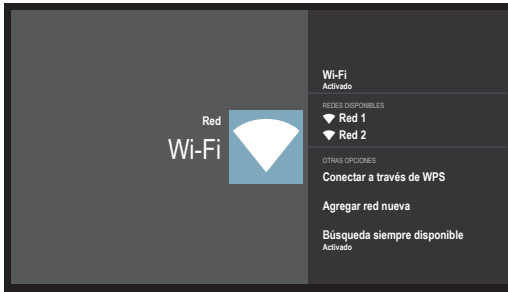 Red
Wi-Fi
Wi-Fi
Activado
REDES DISPONIBLES
Red 1
Red 2
OTRAS OPCIONES
Conectar a través de WPS
Agregar red nueva
Búsqueda siempre disponible
Activado